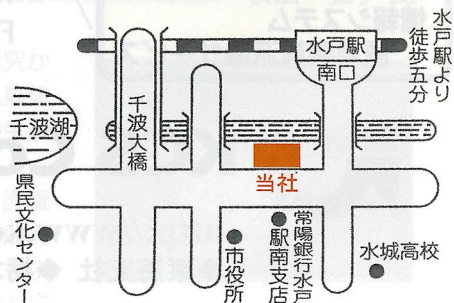 水戸駅より
徒歩五分
水戸駅
南口
千波湖
千波大橋
当社
県民文化センター
市役所
常陽銀行水戸
駅南支店
水城高校